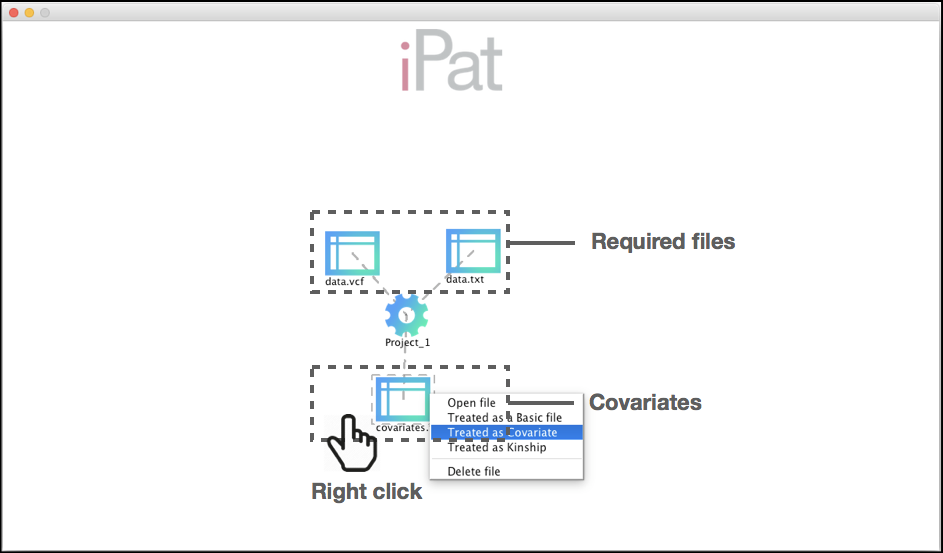 iPat
Required files
data.vcf
data.txt
Project_1
Open file
Covariates
Treated as a Basic file
covariates.
Treated as Covariate
Treated as Kinship
Delete file
Right click